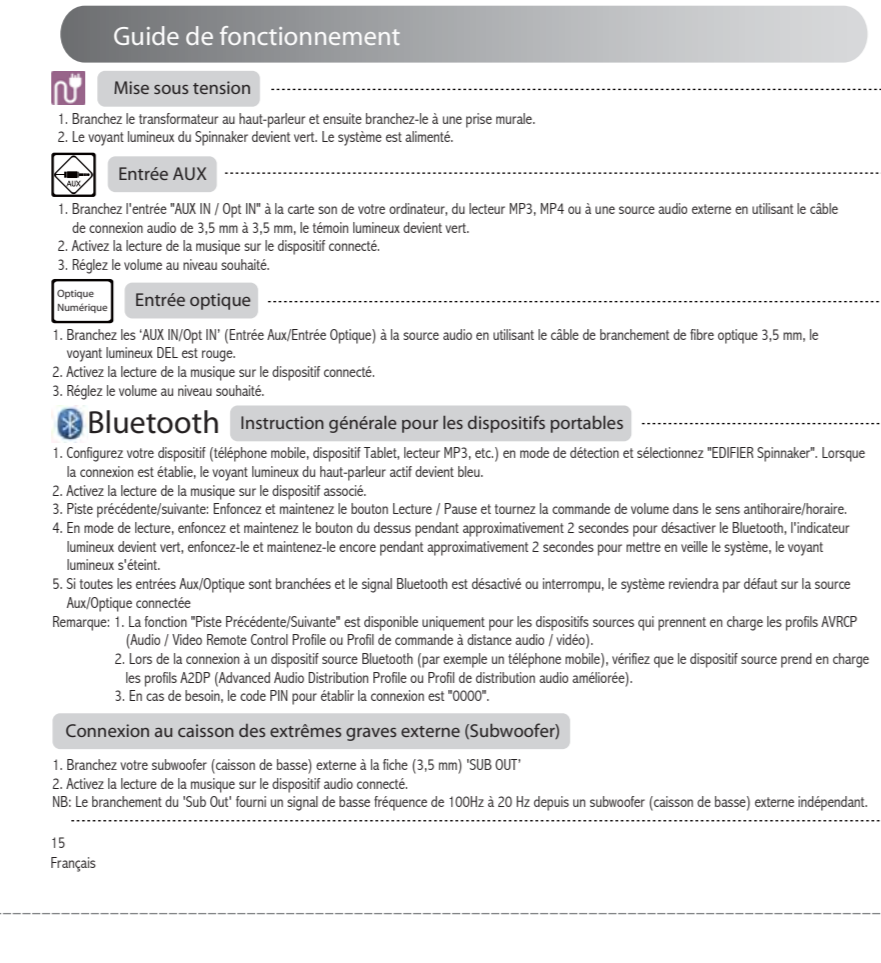 Guide de fonctionnement
Mise sous tension
1. Branchez le transformateur au haut-parleur et ensuite branchez-le à une prise murale.
2. Le voyant lumineux du Spinnaker devient vert. Le système est alimenté.
AUX
Entrée AUX
1. Branchez l'entrée "AUX IN / Opt IN" à la carte son de votre ordinateur, du lecteur MP3, MP4 ou à une source audio externe en utilisant le câble
de connexion audio de 3,5 mm à 3,5 mm, le témoin lumineux devient vert.
2. Activez la lecture de la musique sur le dispositif connecté.
3. Réglez le volume au niveau souhaité.
Optique
Numérique
Entrée optique
1. Branchez les ‘AUX IN/Opt IN’ (Entrée Aux/Entrée Optique) à la source audio en utilisant le câble de branchement de fibre optique 3,5 mm, le
voyant lumineux DEL est rouge.
2. Activez la lecture de la musique sur le dispositif connecté.
3. Réglez le volume au niveau souhaité.
Bluetooth
Instruction générale pour les dispositifs portables
1. Configurez votre dispositif (téléphone mobile, dispositif Tablet, lecteur MP3, etc.) en mode de détection et sélectionnez "EDIFIER Spinnaker". Lorsque
la connexion est établie, le voyant lumineux du haut-parleur actif devient bleu.
2. Activez la lecture de la musique sur le dispositif associé.
3. Piste précédente/suivante: Enfoncez et maintenez le bouton Lecture / Pause et tournez la commande de volume dans le sens antihoraire/horaire.
4. En mode de lecture, enfoncez et maintenez le bouton du dessus pendant approximativement 2 secondes pour désactiver le Bluetooth, l'indicateur
lumineux devient vert, enfoncez-le et maintenez-le encore pendant approximativement 2 secondes pour mettre en veille le système, le voyant
lumineux s'éteint.
5. Si toutes les entrées Aux/Optique sont branchées et le signal Bluetooth est désactivé ou interrompu, le système reviendra par défaut sur la source
Aux/Optique connectée
Remarque: 1. La fonction "Piste Précédente/Suivante" est disponible uniquement pour les dispositifs sources qui prennent en charge les profils AVRCP
(Audio / Video Remote Control Profile ou Profil de commande à distance audio / vidéo).
2. Lors de la connexion à un dispositif source Bluetooth (par exemple un téléphone mobile), vérifiez que le dispositif source prend en charge
les profils A2DP (Advanced Audio Distribution Profile ou Profil de distribution audio améliorée).
3. En cas de besoin, le code PIN pour établir la connexion est "0000".
Connexion au caisson des extrêmes graves externe (Subwoofer)
1. Branchez votre subwoofer (caisson de basse) externe à la fiche (3,5 mm) 'SUB OUT'
2. Activez la lecture de la musique sur le dispositif audio connecté.
NB: Le branchement du 'Sub Out' fourni un signal de basse fréquence de 100Hz à 20 Hz depuis un subwoofer (caisson de basse) externe indépendant.
15
Français